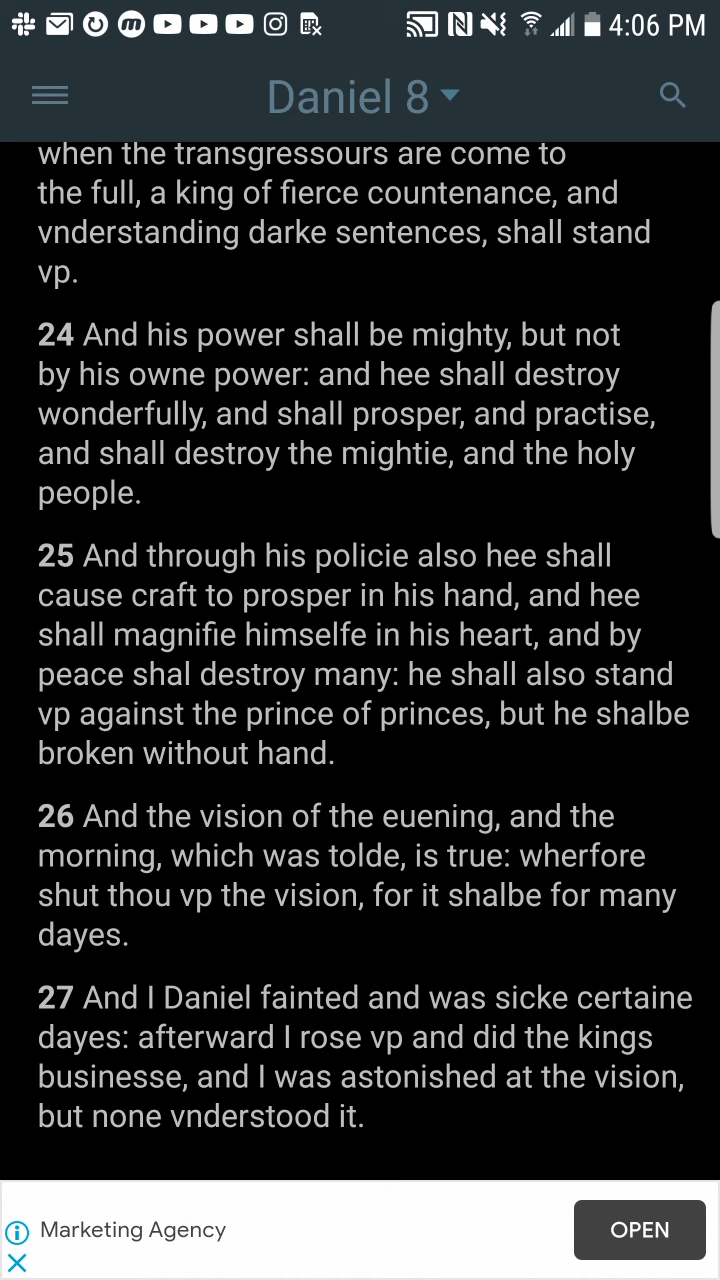 4:06 PM
Daniel 8
when the transgressours are come to
the full, a king of fierce countenance, and
vnderstanding darke sentences, shall stand
vp.
24 And his power shall be mighty, but not
by his owne power: and hee shall destroy
wonderfully, and shall prosper, and practise,
and shall destroy the mightie, and the holy
people.
25 And through his policie also hee shall
cause craft to prosper in his hand, and hee
shall magnifie himselfe in his heart, and by
peace shal destroy many: he shall also stand
vp against the prince of princes, but he shalbe
broken without hand.
26 And the vision of the euening, and the
morning, which was tolde, is true: wherfore
shut thou vp the vision, for it shalbe for many
dayes.
27 And I Daniel fainted and was sicke certaine
dayes: afterward I rose vp and did the kings
businesse, and I was astonished at the vision,
but none vnderstood it.
Marketing Agency
OPEN